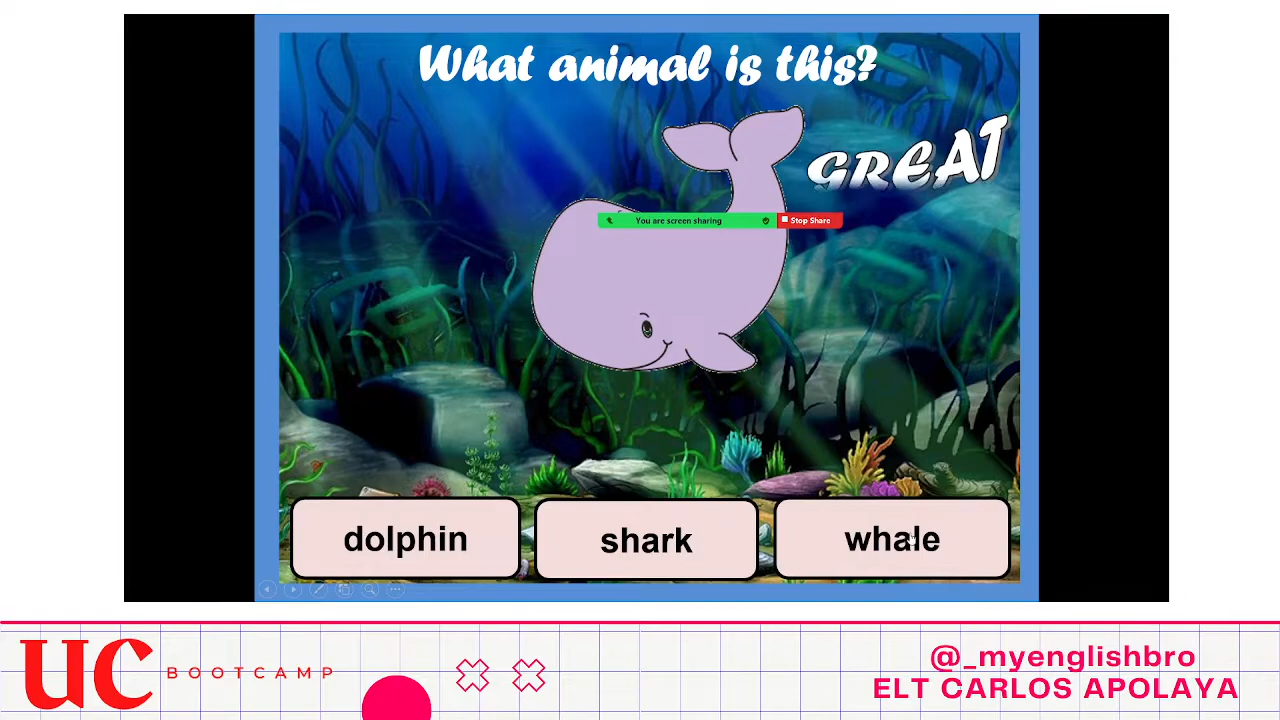 What animal is this?
GREAT
You are screen sharing
Stop Share
dolphin
shark
whale
UC BOOTCAMP
@_myenglishbro
ELT CARLOS APOLAYA